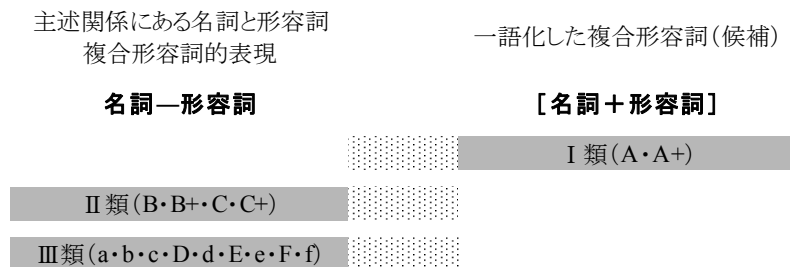 主述関係にある名詞と形容詞
複合形容詞的表現
一語化した複合形容詞（候補）
名詞―形容詞
［名詞＋形容詞］
Ⅰ類（A・A+）
Ⅱ類（B・B+・C・C+）
Ⅲ類（a・b・c・D・d・E・e・F・f）